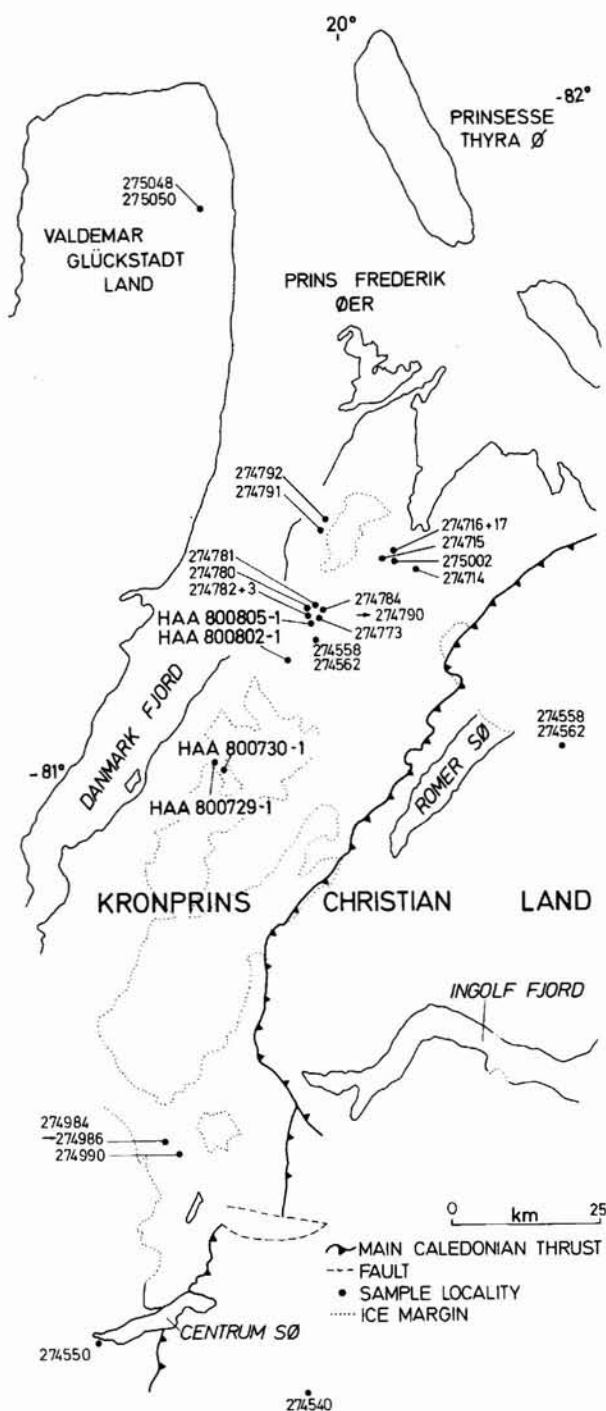 20°
-82°
PRINSESSE
THYRA Ø
275048
275050
VALDEMAR
GLÜCKSTADT
LAND
PRINS FREDERIK
ØER
274792
274791
274716+17
274715
275002
274714
274781
274780
274782+3
274784
→ 274790
HAA 800805-1
274773
HAA 800802-1
274558
274562
DANMARK FJORD
274558
274562
RØMER SØ
-81°
HAA 800730-1
HAA 800729-1
KRONPRINS CHRISTIAN LAND
INGOLF FJORD
274984
→274986
274990
0 km 25
MAIN CALEDONIAN THRUST
FAULT
SAMPLE LOCALITY
ICE MARGIN
CENTRUM SØ
274550
274540